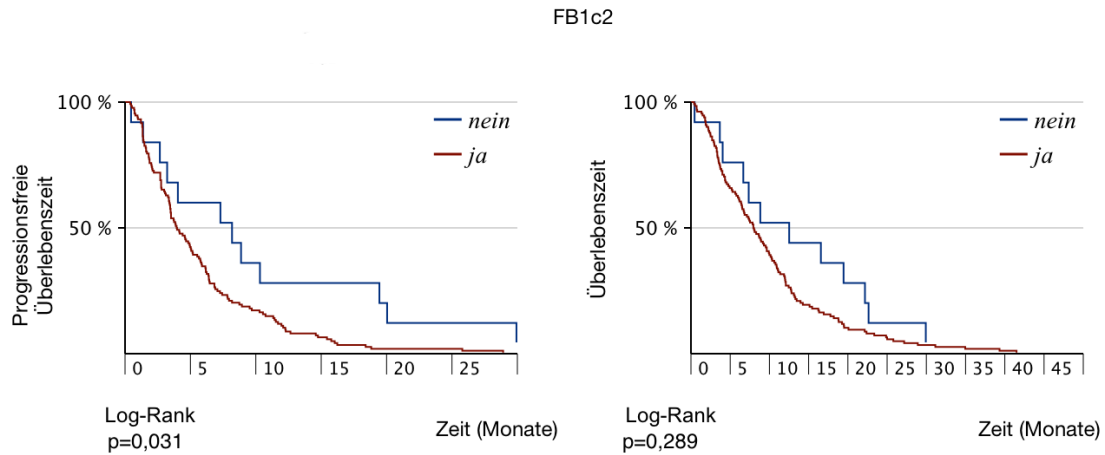 FB1c2
100 %
50 %
Progressionsfreie
Überlebenszeit
nein
ja
0 5 10 15 20 25
Log-Rank
p=0,031
Zeit (Monate)
100 %
50 %
Überlebenszeit
nein
ja
0 5 10 15 20 25 30 35 40 45
Log-Rank
p=0,289
Zeit (Monate)